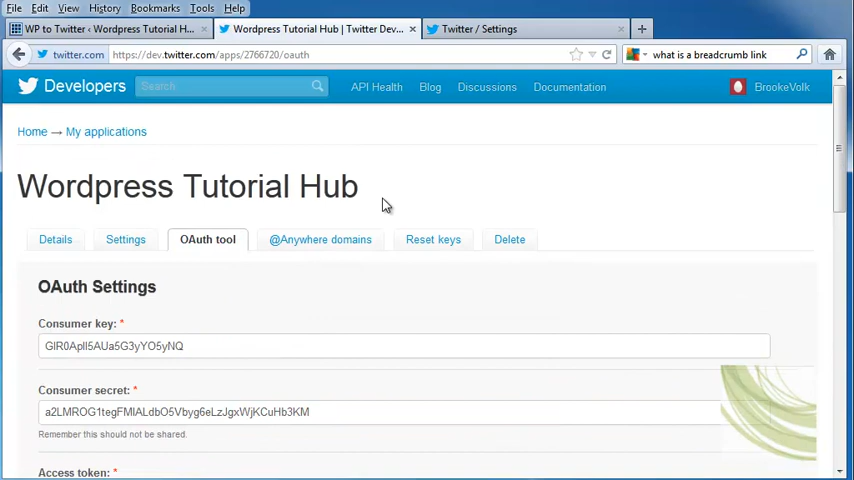 File Edit View History Bookmarks Tools Help
WP to Twitter ‹ Wordpress Tutorial H... × Wordpress Tutorial Hub | Twitter Dev... × Twitter / Settings × +
twitter.com https://dev.twitter.com/apps/2766720/oauth what is a breadcrumb link
Developers Search API Health Blog Discussions Documentation BrookeVolk
Home → My applications
Wordpress Tutorial Hub
Details Settings OAuth tool @Anywhere domains Reset keys Delete
OAuth Settings
Consumer key: *
GIR0ApII5AUa5G3yYO5yNQ
Consumer secret: *
a2LMROG1tegFMIALdbO5Vbyg6eLzJgxWjKCuHb3KM
Remember this should not be shared.
Access token: *